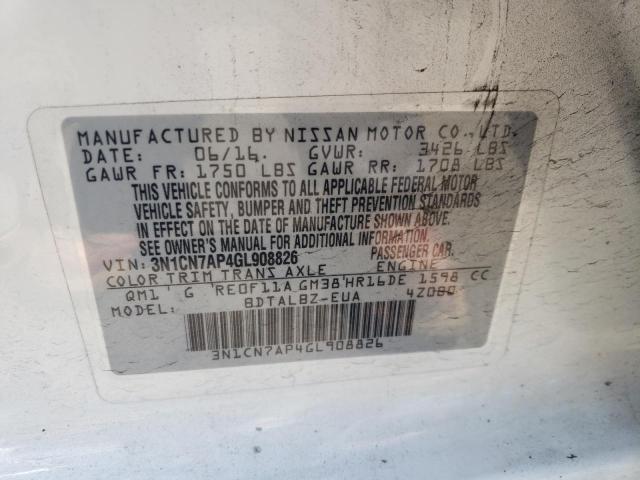 MANUFACTURED BY NISSAN MOTOR CO., LTD.
DATE: 06/16. GVWR: 3426 LBS
GAWR FR: 1750 LBS GAWR RR: 1708 LBS
THIS VEHICLE CONFORMS TO ALL APPLICABLE FEDERAL MOTOR
VEHICLE SAFETY, BUMPER AND THEFT PREVENTION STANDARDS
IN EFFECT ON THE DATE OF MANUFACTURE SHOWN ABOVE.
SEE OWNER'S MANUAL FOR ADDITIONAL INFORMATION
VIN: 3N1CN7AP4GL908826 PASSENGER CAR.
COLOR TRIM TRANS AXLE ENGINE
QM1 G RE0F11A GM38 HR16DE 1598 CC
MODEL: BDTALBZ-EUA 4Z080
3N1CN7AP4GL908826